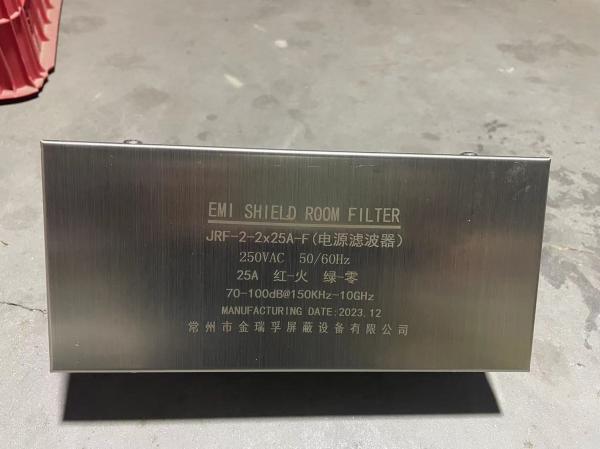 EMI SHIELD ROOM FILTER
JRF-2-2x25A-F(电源滤波器)
250VAC 50/60Hz
25A 红-火 绿-零
70-100dB@150KHz-10GHz
MANUFACTURING DATE:2023.12
常州市金瑞孚屏蔽设备有限公司